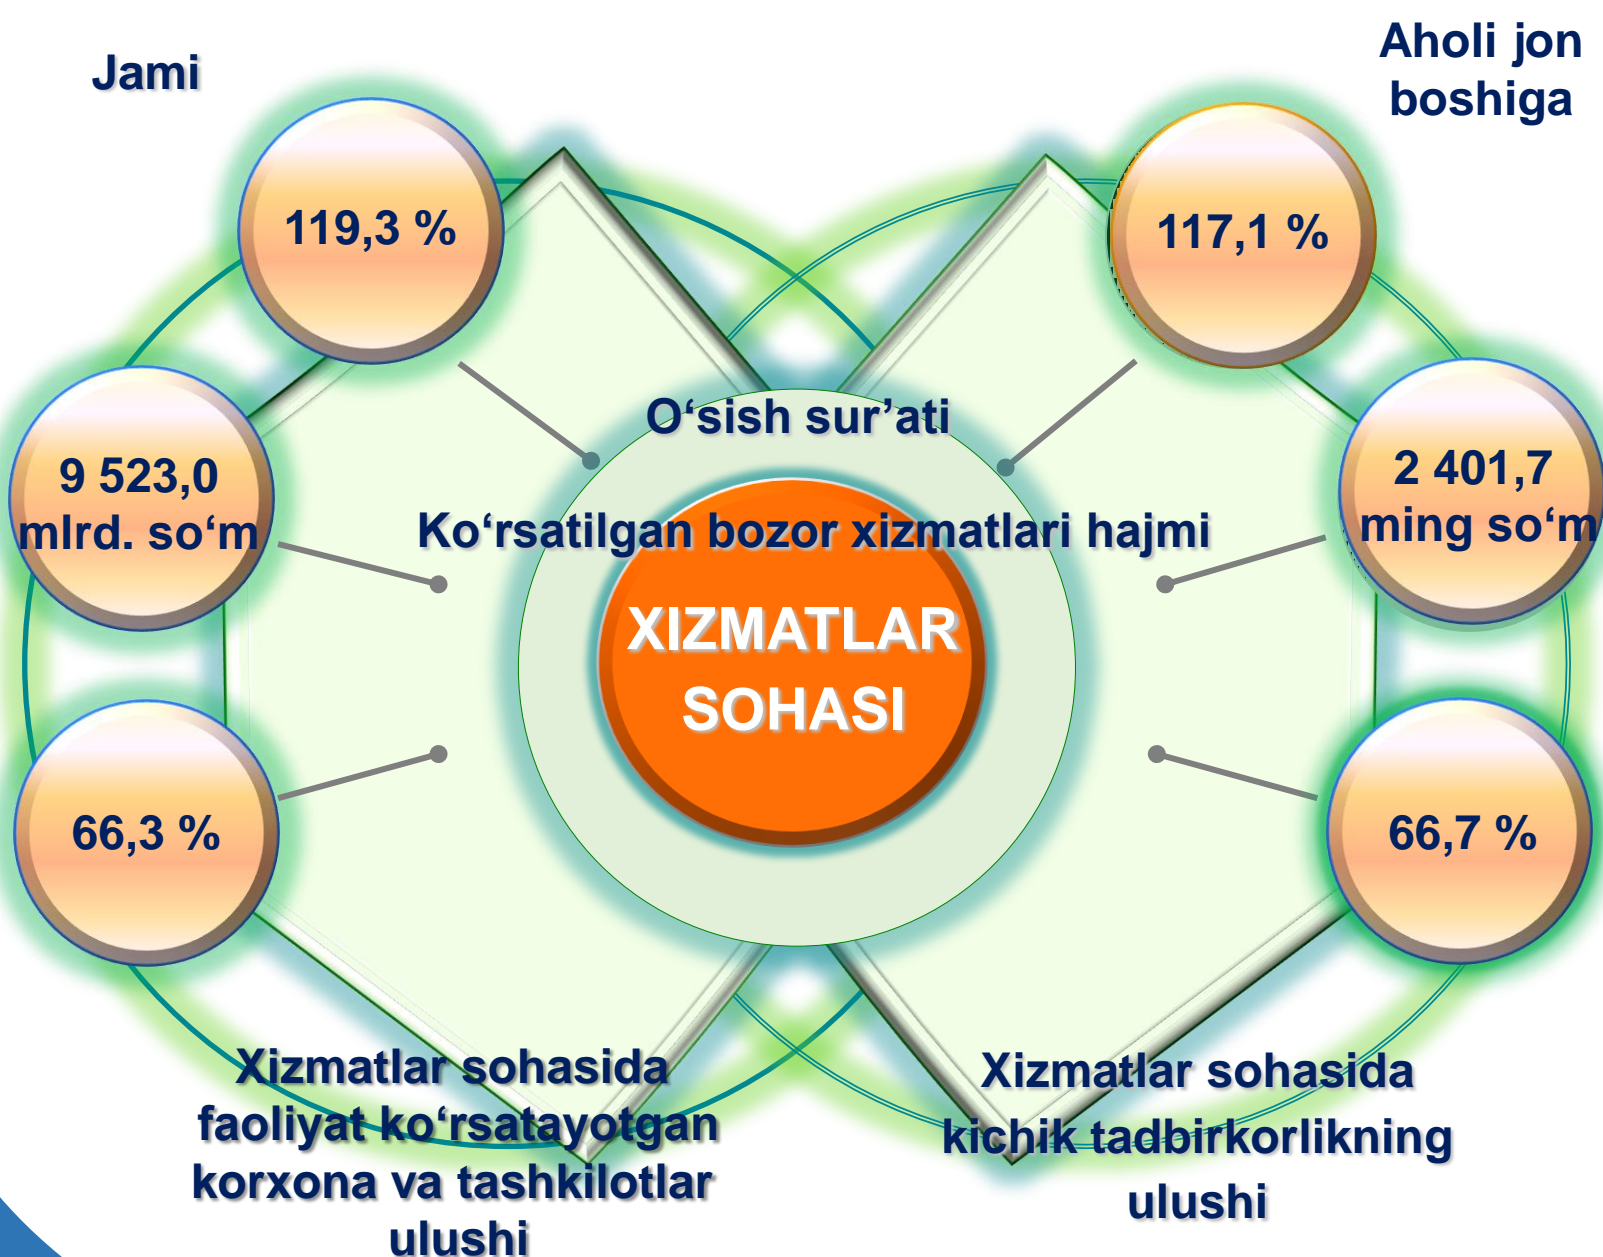 Jami
Aholi jon
boshiga
119,3 %
117,1 %
O‘sish sur’ati
9 523,0
mlrd. so‘m
2 401,7
ming so‘m
Ko‘rsatilgan bozor xizmatlari hajmi
XIZMATLAR
SOHASI
66,3 %
66,7 %
Xizmatlar sohasida
faoliyat ko‘rsatayotgan
korxona va tashkilotlar
ulushi
Xizmatlar sohasida
kichik tadbirkorlikning
ulushi